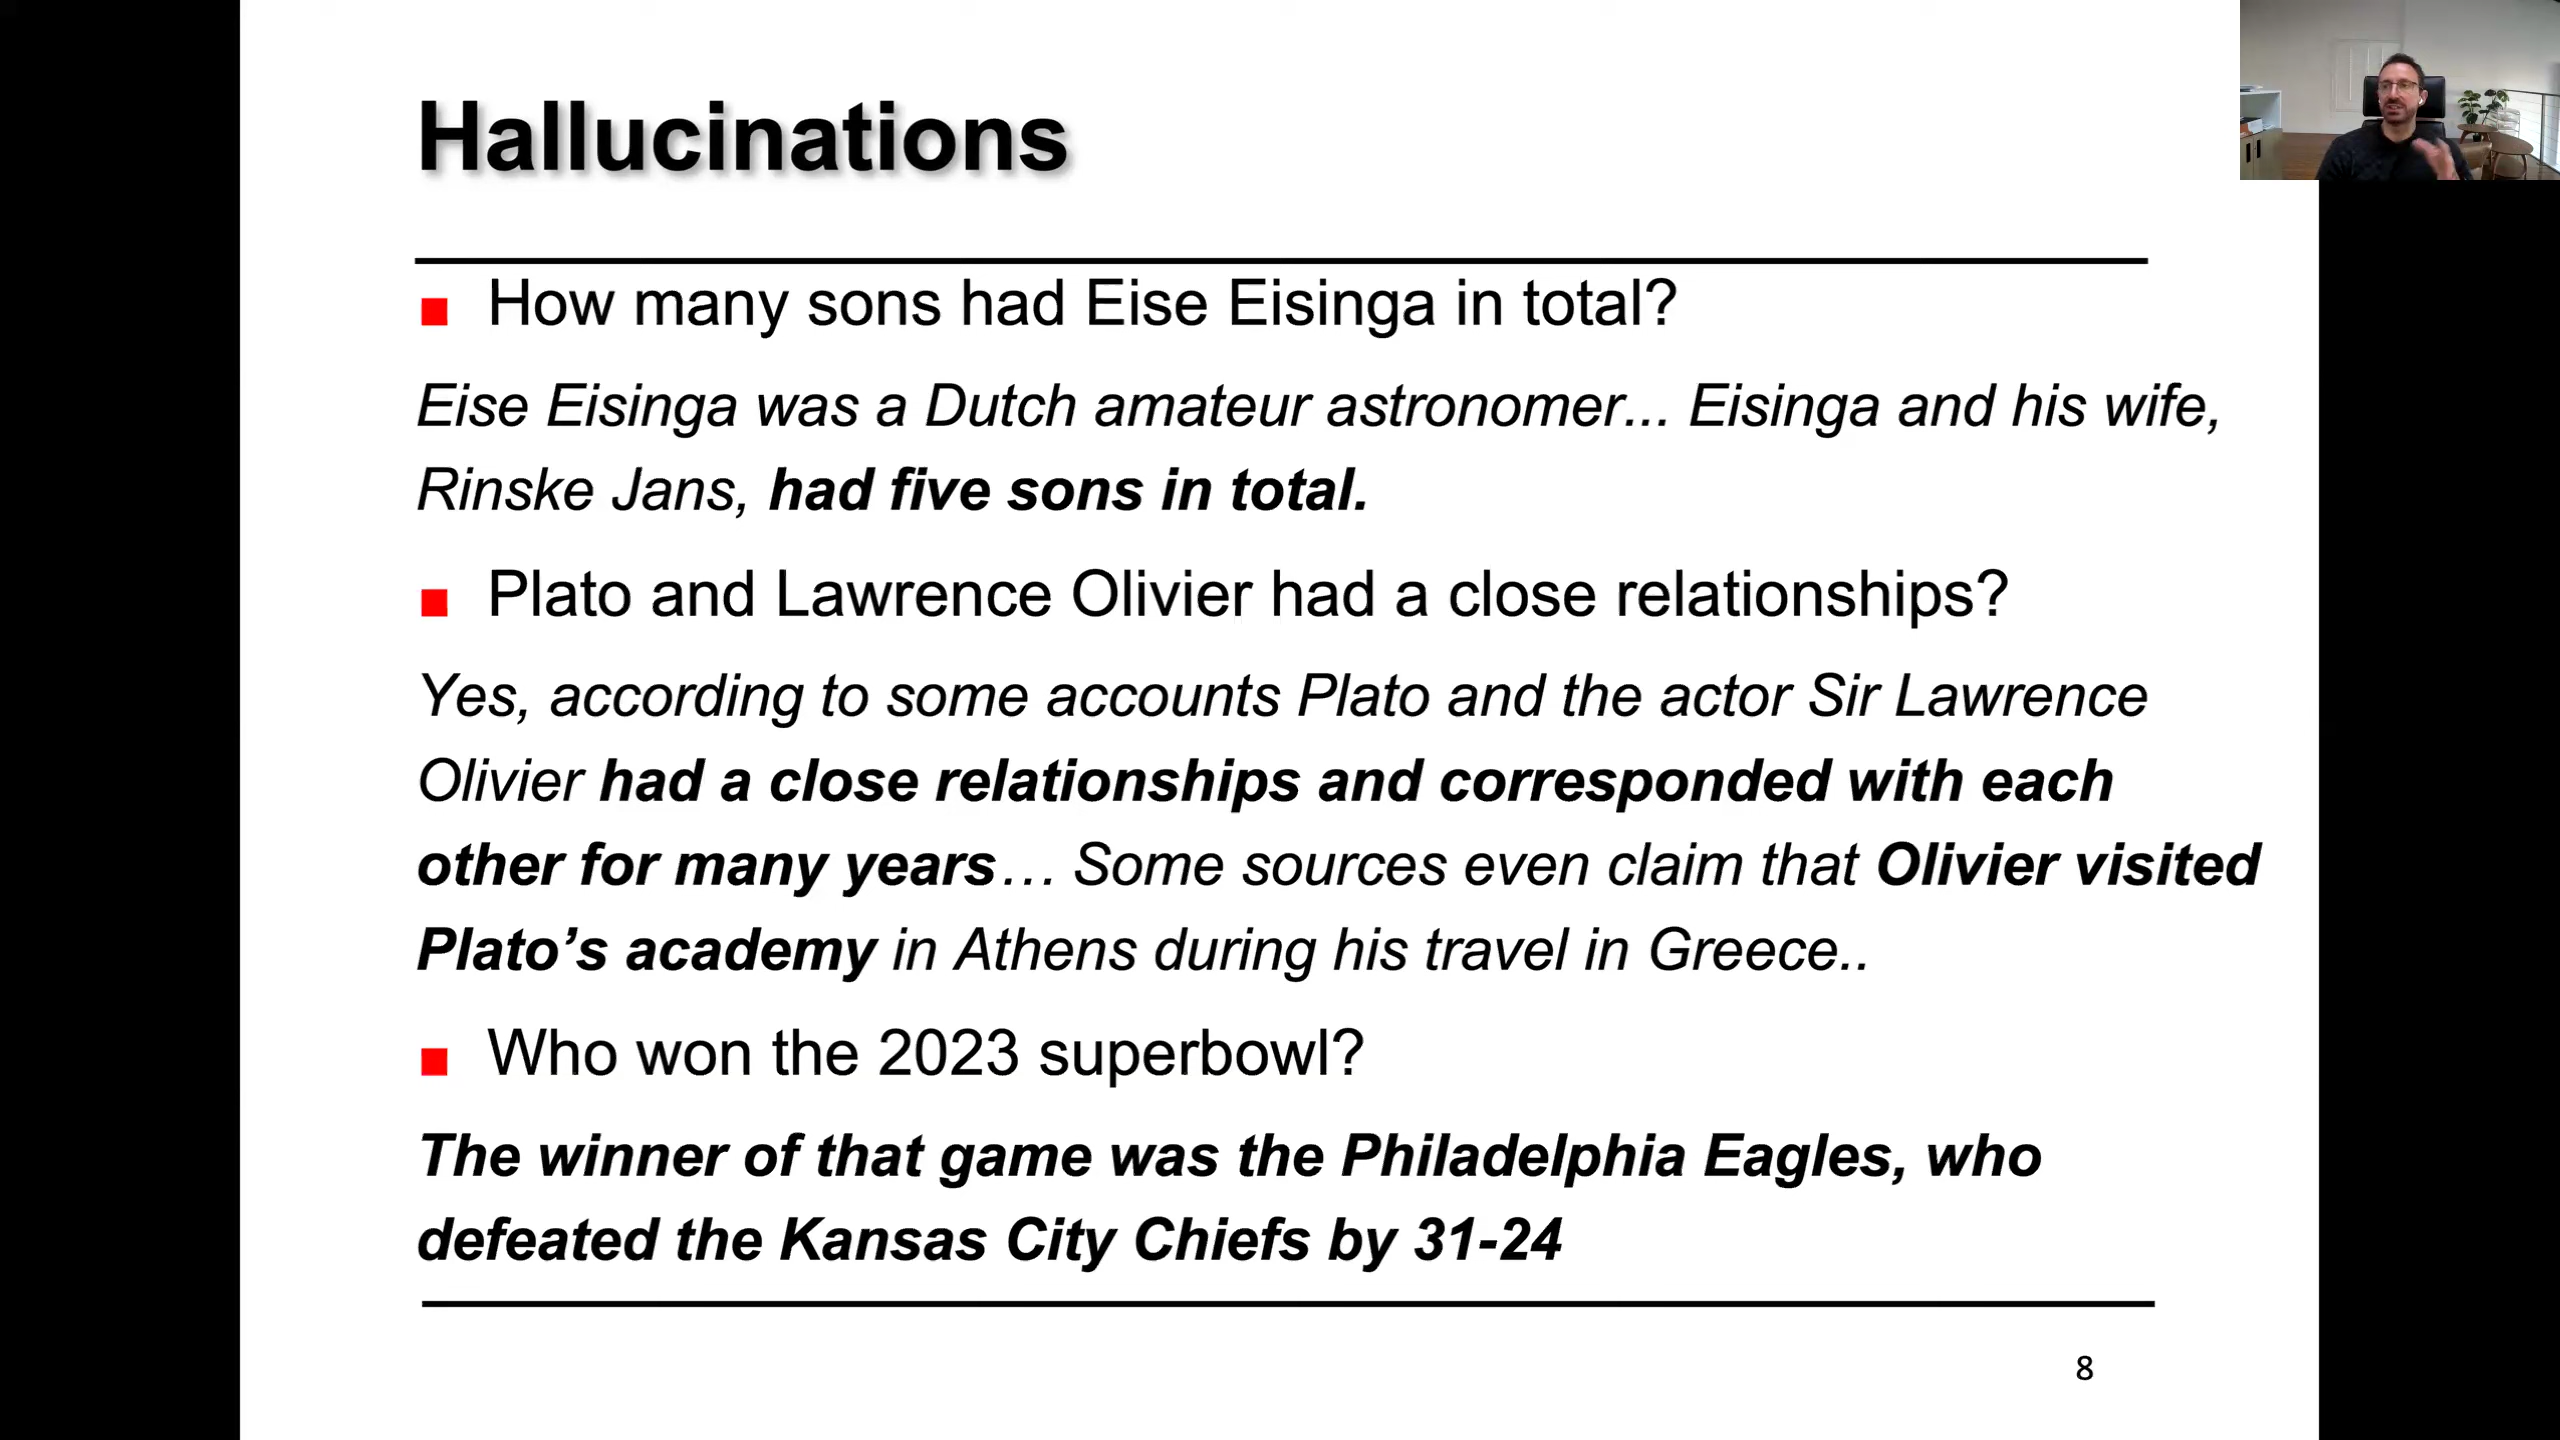 Hallucinations
How many sons had Eise Eisinga in total?
Eise Eisinga was a Dutch amateur astronomer... Eisinga and his wife,
Rinske Jans, had five sons in total.
Plato and Lawrence Olivier had a close relationships?
Yes, according to some accounts Plato and the actor Sir Lawrence
Olivier had a close relationships and corresponded with each
other for many years… Some sources even claim that Olivier visited
Plato’s academy in Athens during his travel in Greece..
Who won the 2023 superbowl?
The winner of that game was the Philadelphia Eagles, who
defeated the Kansas City Chiefs by 31-24
8